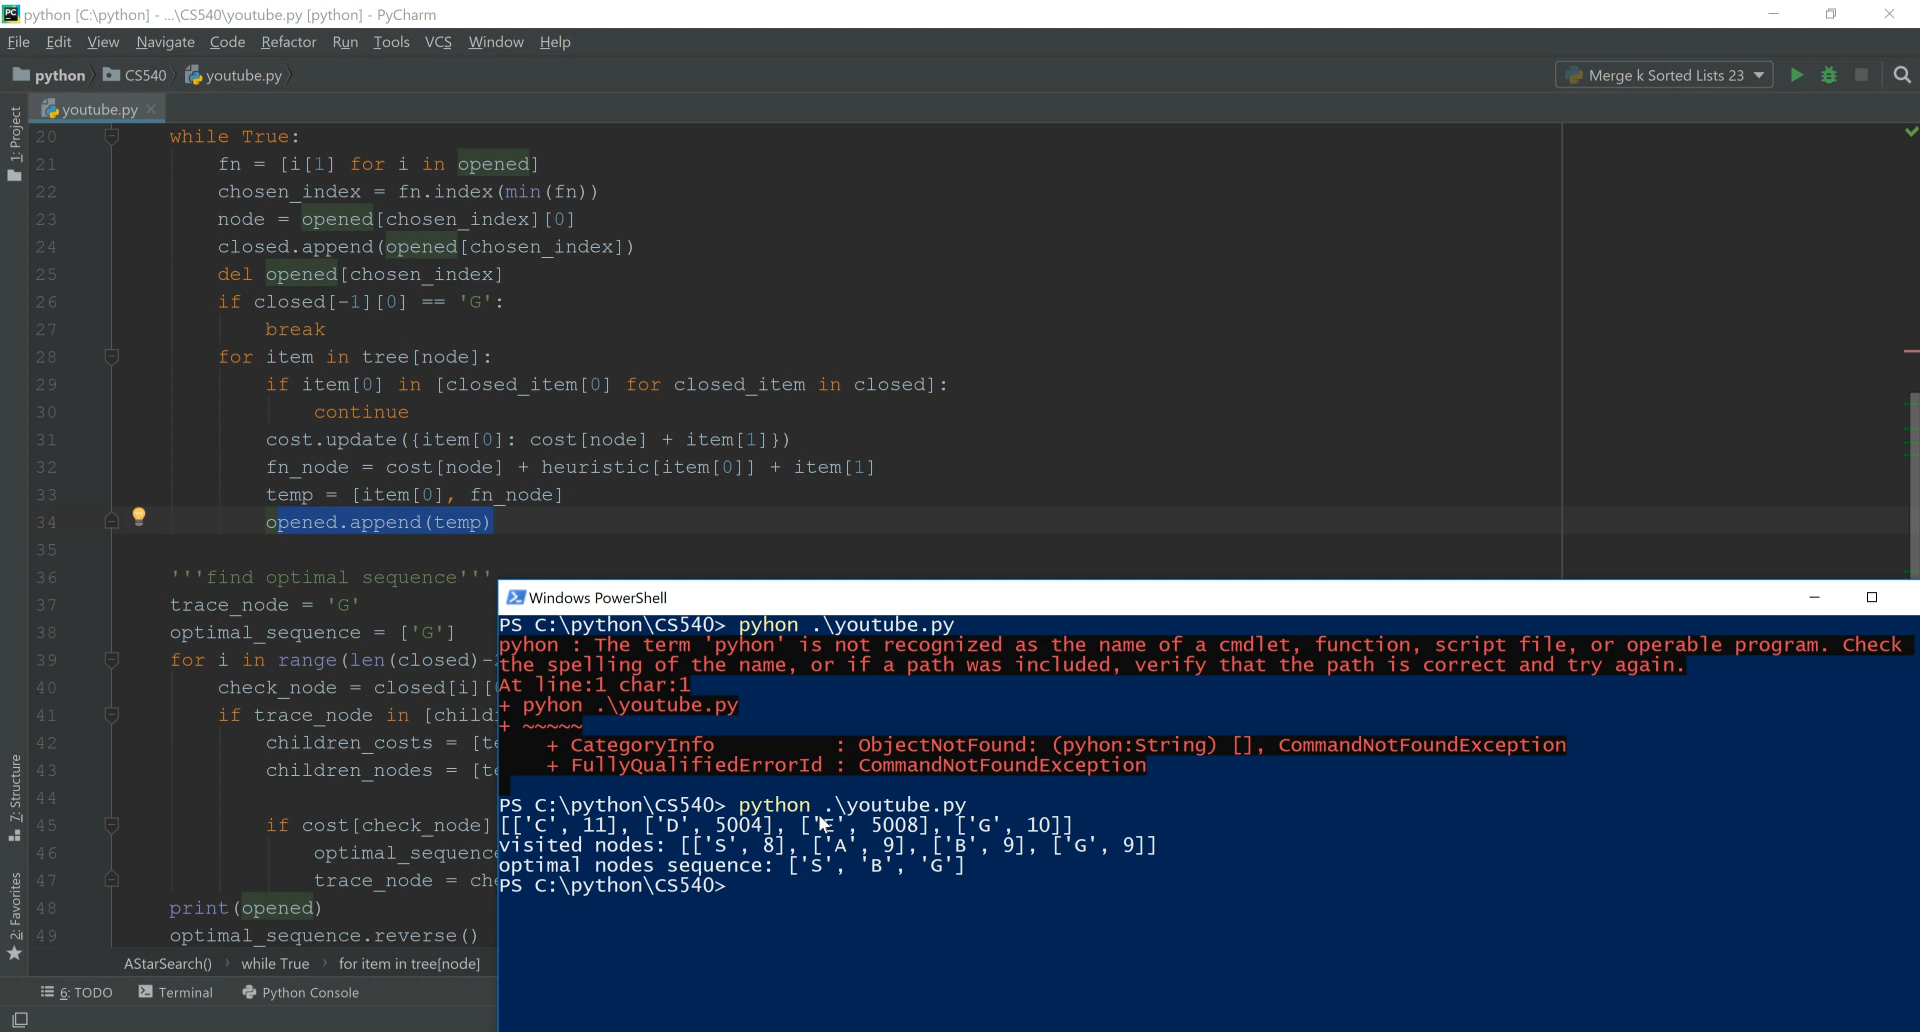 python [C:\python] - ...\CS540\youtube.py [python] - PyCharm
File Edit View Navigate Code Refactor Run Tools VCS Window Help
python CS540 youtube.py Merge k Sorted Lists 23
youtube.py
1: Project
20 while True:
21 fn = [i[1] for i in opened]
22 chosen_index = fn.index(min(fn))
23 node = opened[chosen_index][0]
24 closed.append(opened[chosen_index])
25 del opened[chosen_index]
26 if closed[-1][0] == 'G':
27 break
28 for item in tree[node]:
29 if item[0] in [closed_item[0] for closed_item in closed]:
30 continue
31 cost.update({item[0]: cost[node] + item[1]})
32 fn_node = cost[node] + heuristic[item[0]] + item[1]
33 temp = [item[0], fn_node]
34 opened.append(temp)
35
36 '''find optimal sequence'''
37 trace_node = 'G'
38 optimal_sequence = ['G']
39 for i in range(len(closed)-
40 check_node = closed[i][
41 if trace_node in [child
42 children_costs = [te
43 children_nodes = [te
44
45 if cost[check_node]
46 optimal_sequence
47 trace_node = che
48 print(opened)
49 optimal_sequence.reverse()
7: Structure
2: Favorites
AStarSearch() while True for item in tree[node]
6: TODO Terminal Python Console
Windows PowerShell
PS C:\python\CS540> pyhon .\youtube.py
pyhon : The term 'pyhon' is not recognized as the name of a cmdlet, function, script file, or operable program. Check
the spelling of the name, or if a path was included, verify that the path is correct and try again.
At line:1 char:1
+ pyhon .\youtube.py
+ ~~~~~
+ CategoryInfo : ObjectNotFound: (pyhon:String) [], CommandNotFoundException
+ FullyQualifiedErrorId : CommandNotFoundException
PS C:\python\CS540> python .\youtube.py
[['C', 11], ['D', 5004], ['E', 5008], ['G', 10]]
visited nodes: [['S', 8], ['A', 9], ['B', 9], ['G', 9]]
optimal nodes sequence: ['S', 'B', 'G']
PS C:\python\CS540>